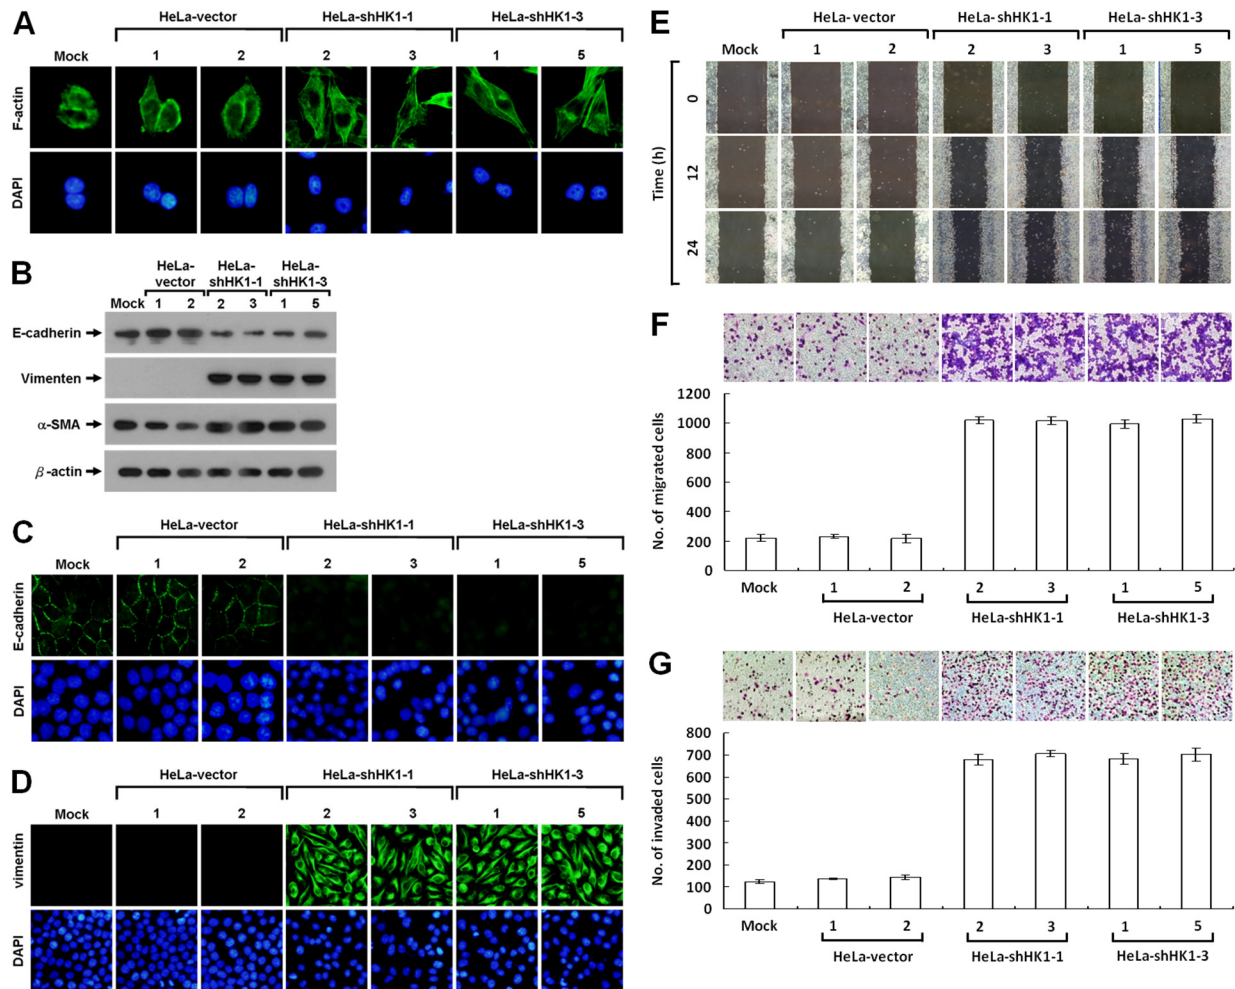 A
HeLa-vector HeLa-shHK1-1 HeLa-shHK1-3
Mock 1 2 2 3 1 5
F-actin
DAPI
B
HeLa-vector HeLa-shHK1-1 HeLa-shHK1-3
Mock 1 2 2 3 1 5
E-cadherin
Vimenten
α-SMA
β-actin
C
HeLa-vector HeLa-shHK1-1 HeLa-shHK1-3
Mock 1 2 2 3 1 5
E-cadherin
DAPI
D
HeLa-vector HeLa-shHK1-1 HeLa-shHK1-3
Mock 1 2 2 3 1 5
vimentin
DAPI
E
HeLa- vector HeLa- shHK1-1 HeLa- shHK1-3
Mock 1 2 2 3 1 5
Time (h)
0
12
24
F
No. of migrated cells
1200
1000
800
600
400
200
0
Mock 1 2 2 3 1 5
HeLa-vector HeLa-shHK1-1 HeLa-shHK1-3
G
No. of invaded cells
800
700
600
500
400
300
200
100
0
Mock 1 2 2 3 1 5
HeLa-vector HeLa-shHK1-1 HeLa-shHK1-3